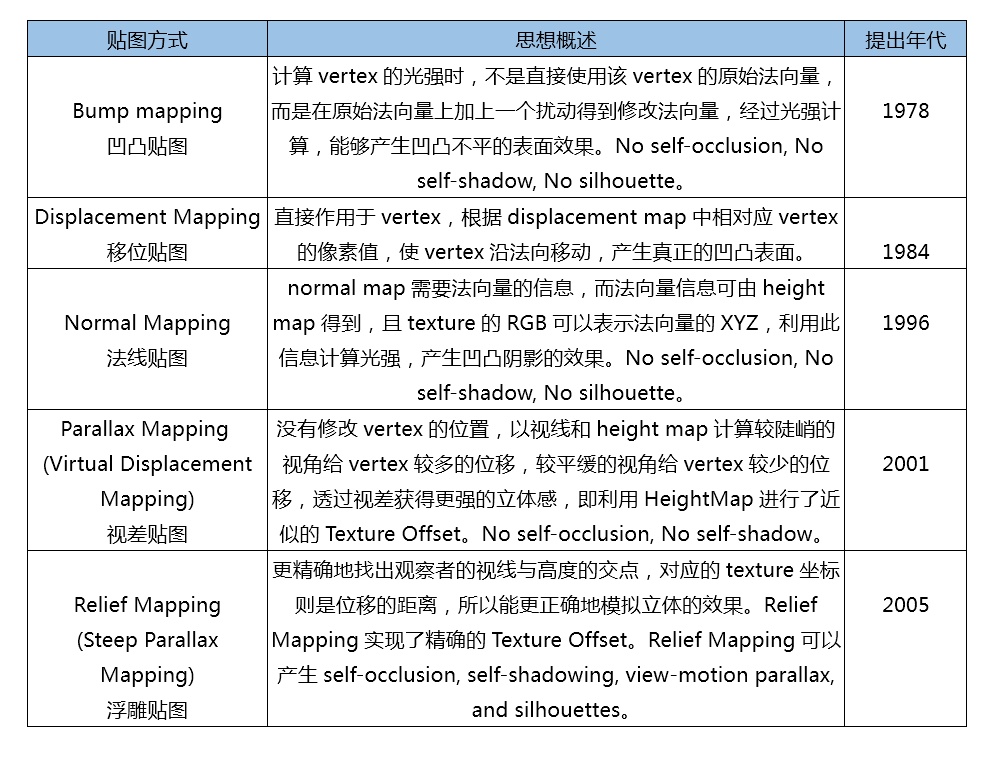 贴图方式 思想概述 提出年代
Bump mapping
凹凸贴图
计算 vertex 的光强时，不是直接使用该 vertex 的原始法向量，
而是在原始法向量上加上一个扰动得到修改法向量，经过光强计
算，能够产生凹凸不平的表面效果。No self-occlusion, No
self-shadow, No silhouette。
1978
Displacement Mapping
移位贴图
直接作用于 vertex，根据 displacement map 中相对应 vertex
的像素值，使 vertex 沿法向移动，产生真正的凹凸表面。
1984
Normal Mapping
法线贴图
normal map 需要法向量的信息，而法向量信息可由 height
map 得到，且 texture 的 RGB 可以表示法向量的 XYZ，利用此
信息计算光强，产生凹凸阴影的效果。No self-occlusion, No
self-shadow, No silhouette。
1996
Parallax Mapping
(Virtual Displacement
Mapping)
视差贴图
没有修改 vertex 的位置，以视线和 height map 计算较陡峭的
视角给 vertex 较多的位移，较平缓的视角给 vertex 较少的位
移，透过视差获得更强的立体感，即利用 HeightMap 进行了近
似的 Texture Offset。No self-occlusion, No self-shadow。
2001
Relief Mapping
(Steep Parallax
Mapping)
浮雕贴图
更精确地找出观察者的视线与高度的交点，对应的 texture 坐标
则是位移的距离，所以能更正确地模拟立体的效果。Relief
Mapping 实现了精确的 Texture Offset。Relief Mapping 可以
产生 self-occlusion, self-shadowing, view-motion parallax,
and silhouettes。
2005